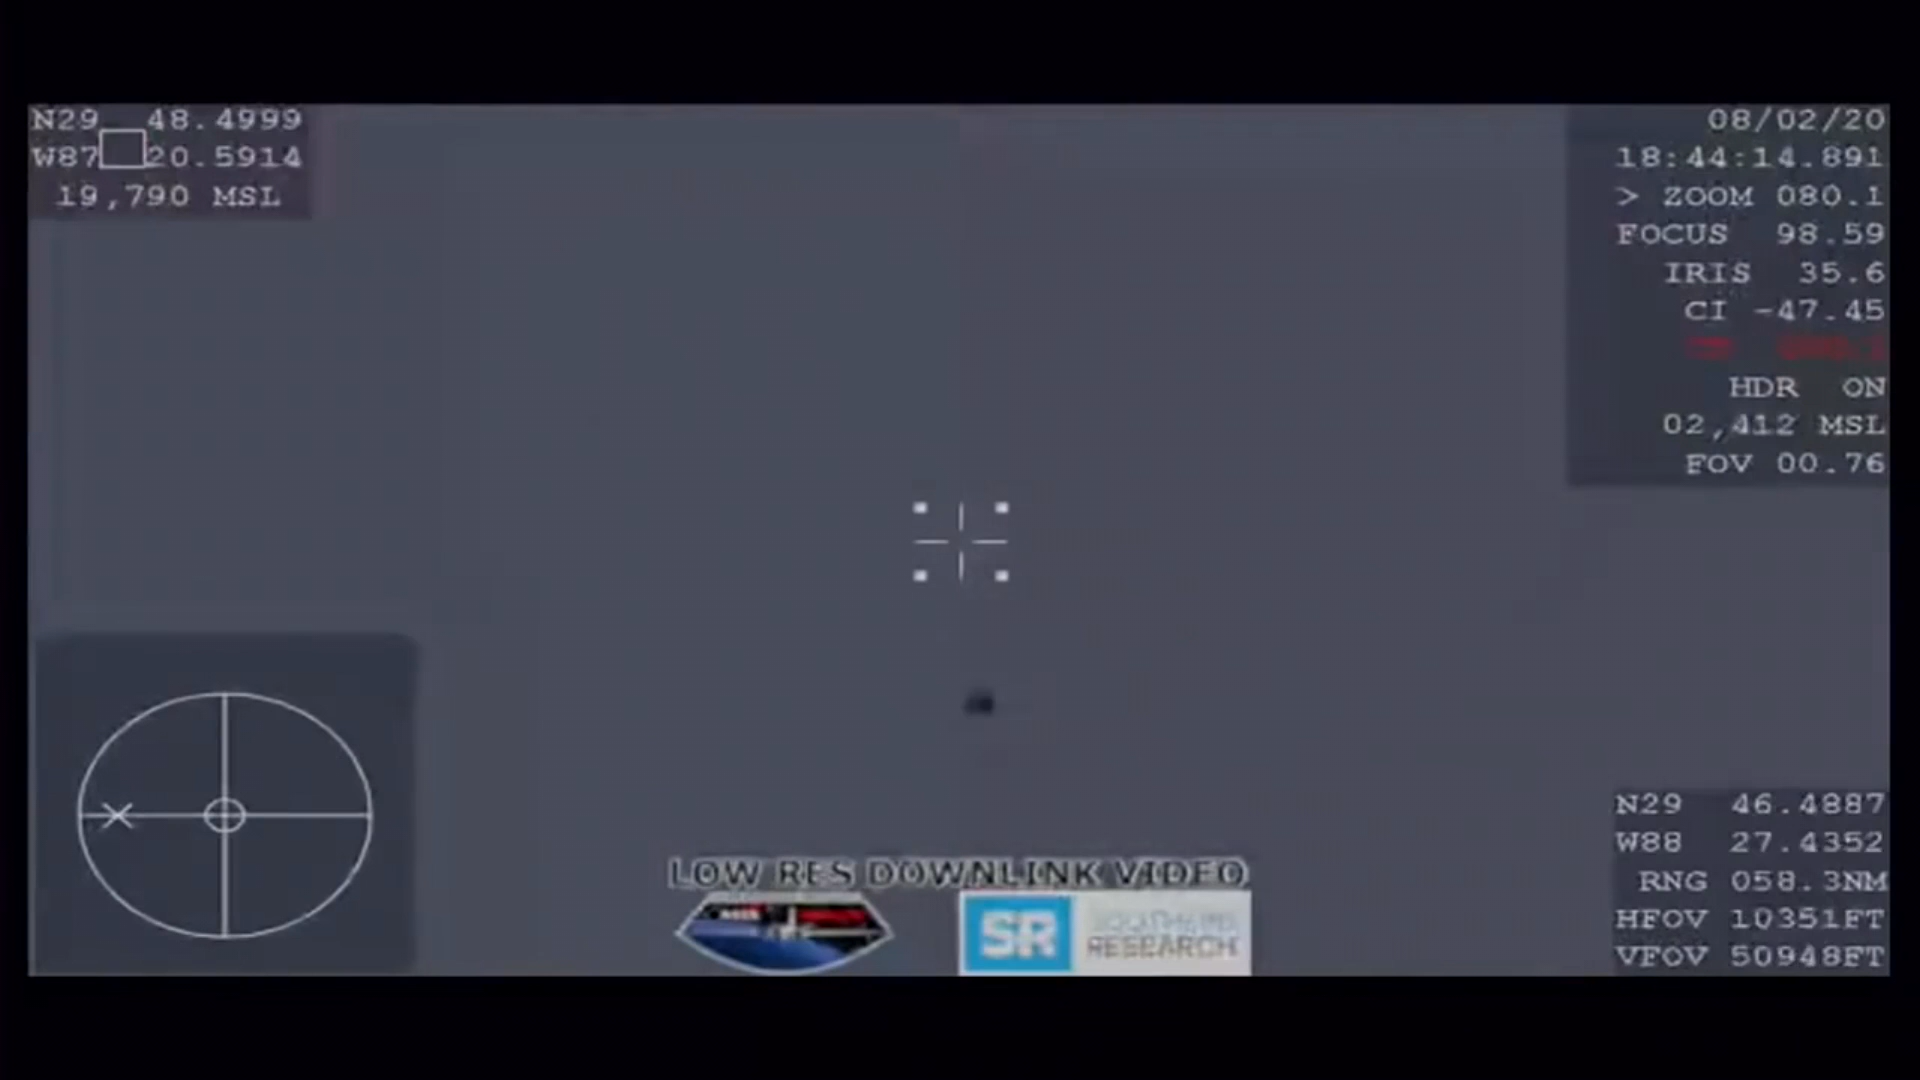 N29 48.4999
W87 20.5914
19,790 MSL
08/02/20
18:44:14.891
> ZOOM 080.1
FOCUS 98.59
IRIS 35.6
CI -47.45
HDR ON
02,412 MSL
FOV 00.76
N29 46.4887
W88 27.4352
RNG 058.3NM
HFOV 10351FT
VFOV 50948FT
LOW RES DOWNLINK VIDEO
SR
SOUTHERN
RESEARCH